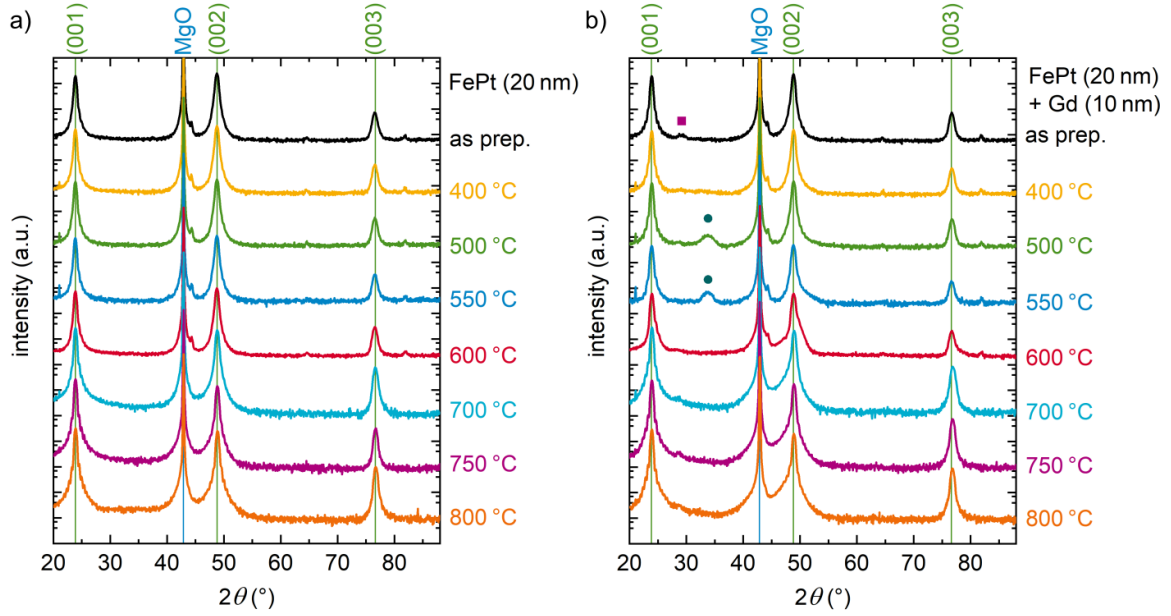 a)
(001)
MgO
(002)
(003)
FePt (20 nm)
as prep.
400 °C
500 °C
550 °C
600 °C
700 °C
750 °C
800 °C
intensity (a.u.)
20 30 40 50 60 70 80
2θ (°)
b)
(001)
MgO
(002)
(003)
FePt (20 nm)
+ Gd (10 nm)
as prep.
400 °C
500 °C
550 °C
600 °C
700 °C
750 °C
800 °C
intensity (a.u.)
20 30 40 50 60 70 80
2θ (°)